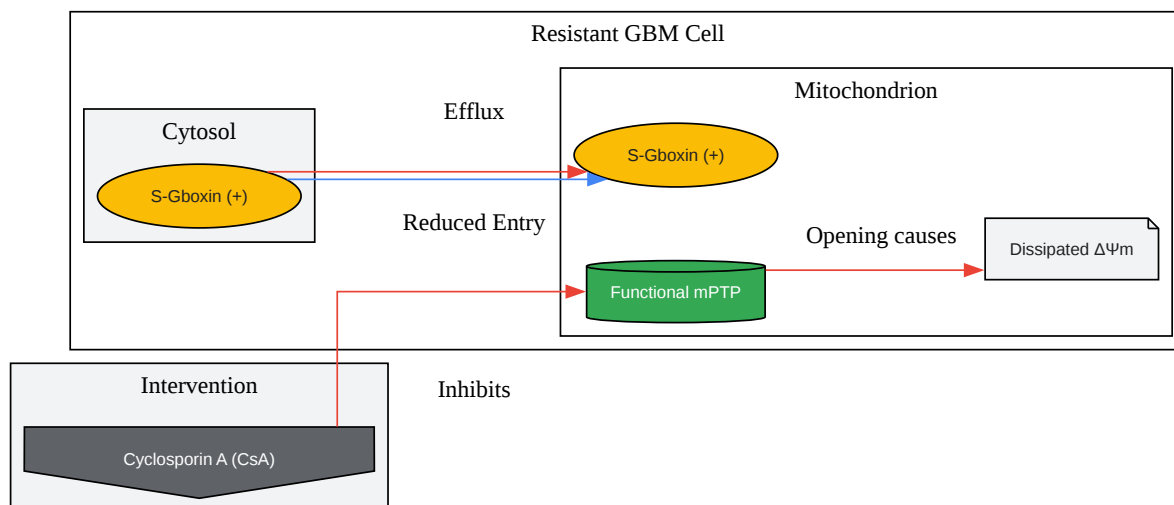 Resistant GBM Cell
Mitochondrion
Efflux
Cytosol
S-Gboxin (+)
S-Gboxin (+)
Reduced Entry
Opening causes
Dissipated ΔΨm
Functional mPTP
Intervention
Inhibits
Cyclosporin A (CsA)